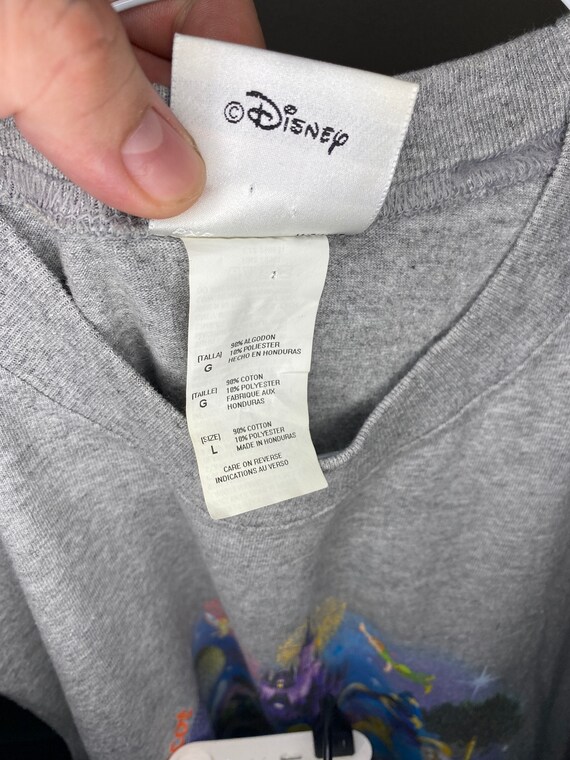 ©Disney
90% ALGODON
[TALLA] 10% POLIESTER
G HECHO EN HONDURAS
90% COTON
[TAILLE] 10% POLYESTER
G FABRIQUE AUX
HONDURAS
90% COTTON
[SIZE] 10% POLYESTER
L MADE IN HONDURAS
CARE ON REVERSE
INDICATIONS AU VERSO